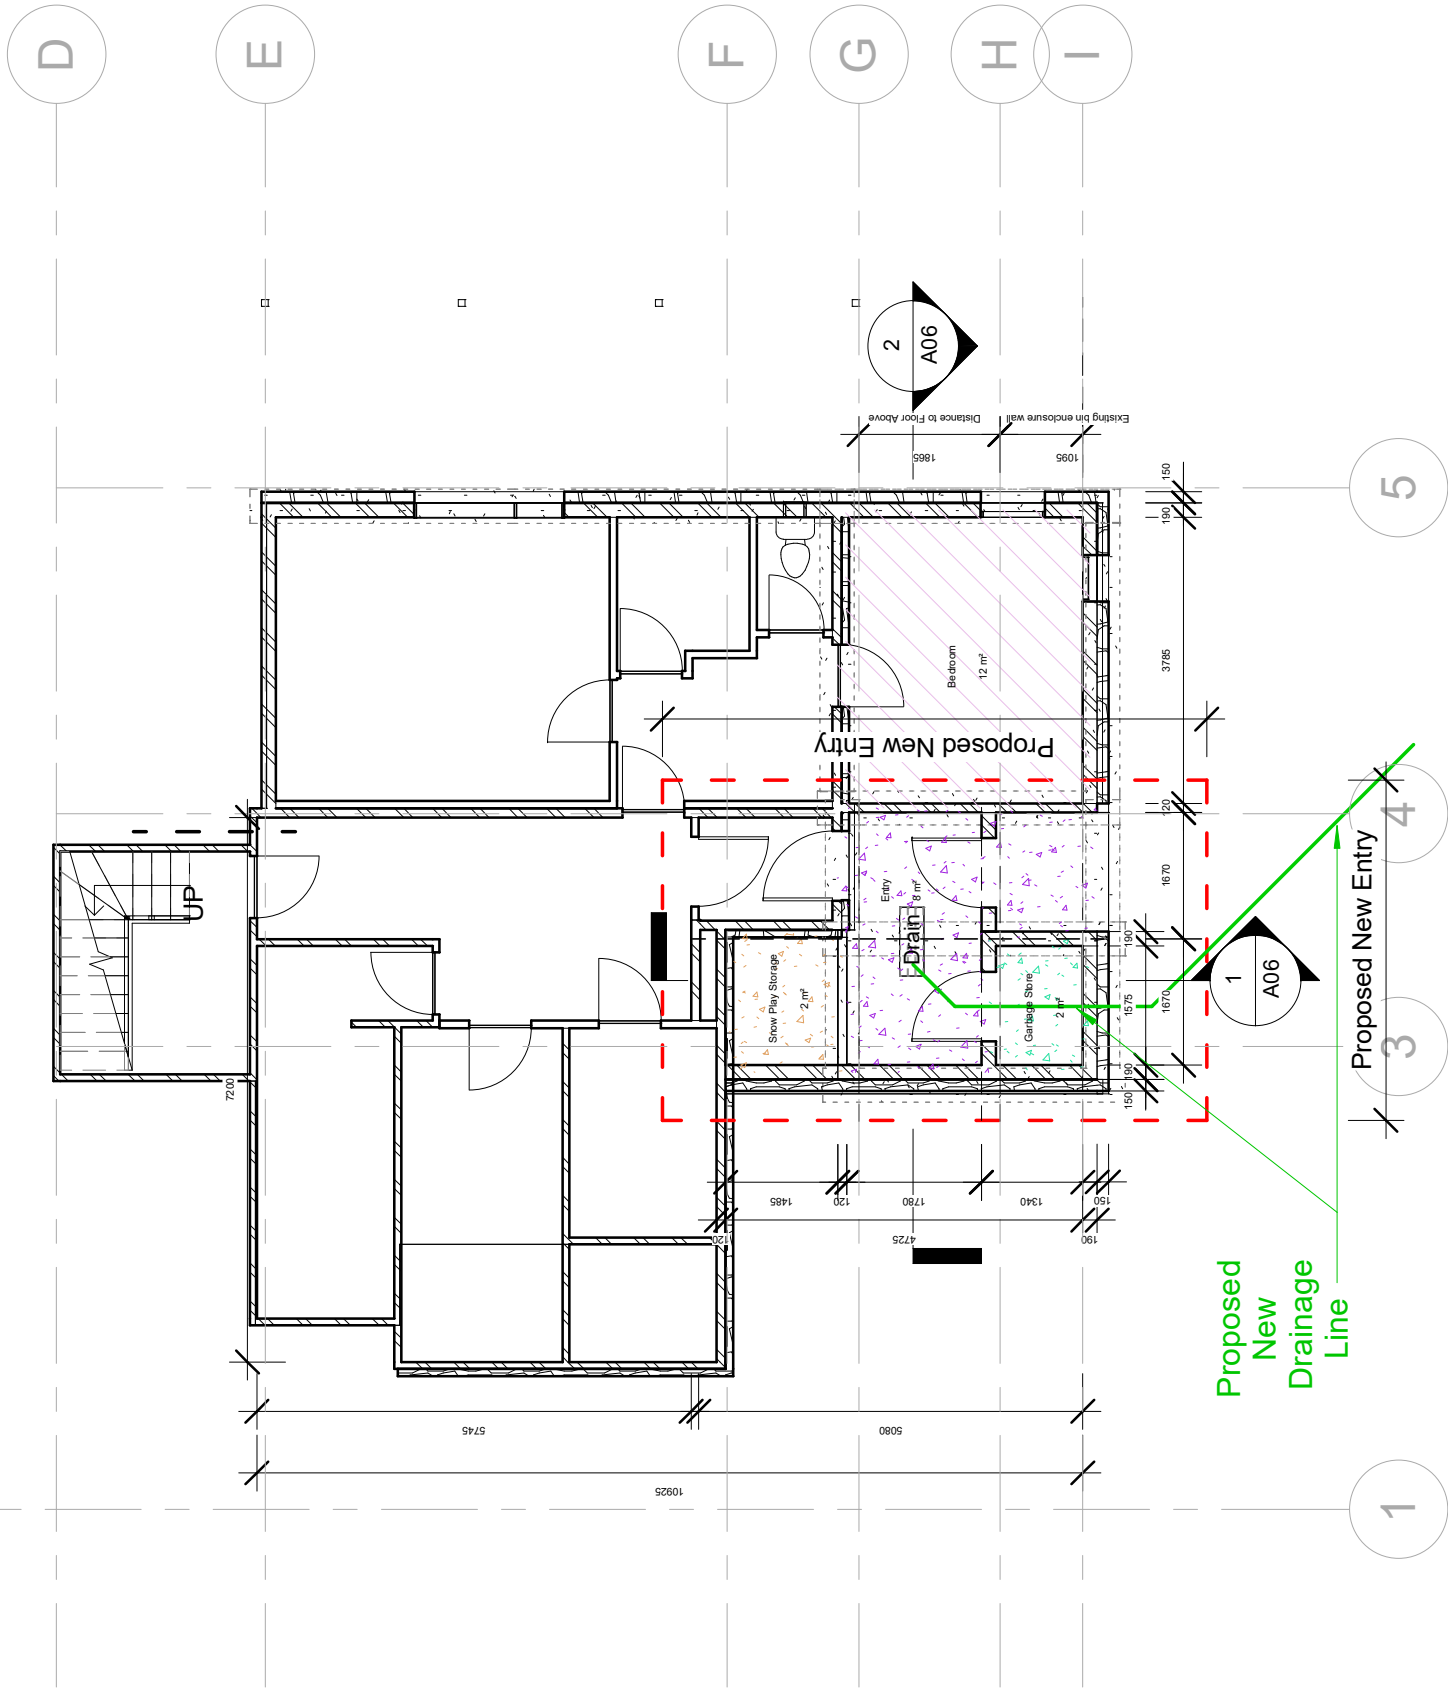 D
E
F
G
H
I
5
4
3
1
2
A06
Distance to Floor Above
Existing bin enclosure wall
1865
1095
150
190
3785
120
1670
190
1575
1670
190
150
Bedroom
12 m²
Proposed New Entry
UP
7200
Entry
8 m²
Drain
Snow Play Storage
2 m²
Garbage Store
2 m²
1
A06
Proposed New Entry
1485
120
1780
1340
150
120
4725
190
Proposed
New
Drainage
Line
5745
5080
10925